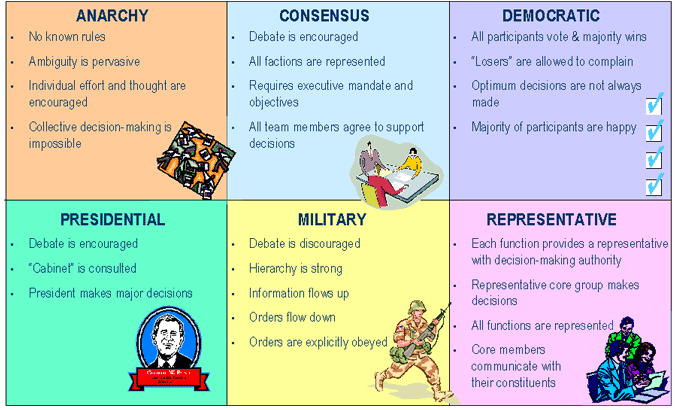 ANARCHY
• No known rules
• Ambiguity is pervasive
• Individual effort and thought are
encouraged
• Collective decision-making is
impossible
CONSENSUS
• Debate is encouraged
• All factions are represented
• Requires executive mandate and
objectives
• All team members agree to support
decisions
DEMOCRATIC
• All participants vote & majority wins
• "Losers" are allowed to complain
• Optimum decisions are not always
made
• Majority of participants are happy
PRESIDENTIAL
• Debate is encouraged
• "Cabinet" is consulted
• President makes major decisions
MILITARY
• Debate is discouraged
• Hierarchy is strong
• Information flows up
• Orders flow down
• Orders are explicitly obeyed
REPRESENTATIVE
• Each function provides a representative
with decision-making authority
• Representative core group makes
decisions
• All functions are represented
• Core members
communicate with
their constituents